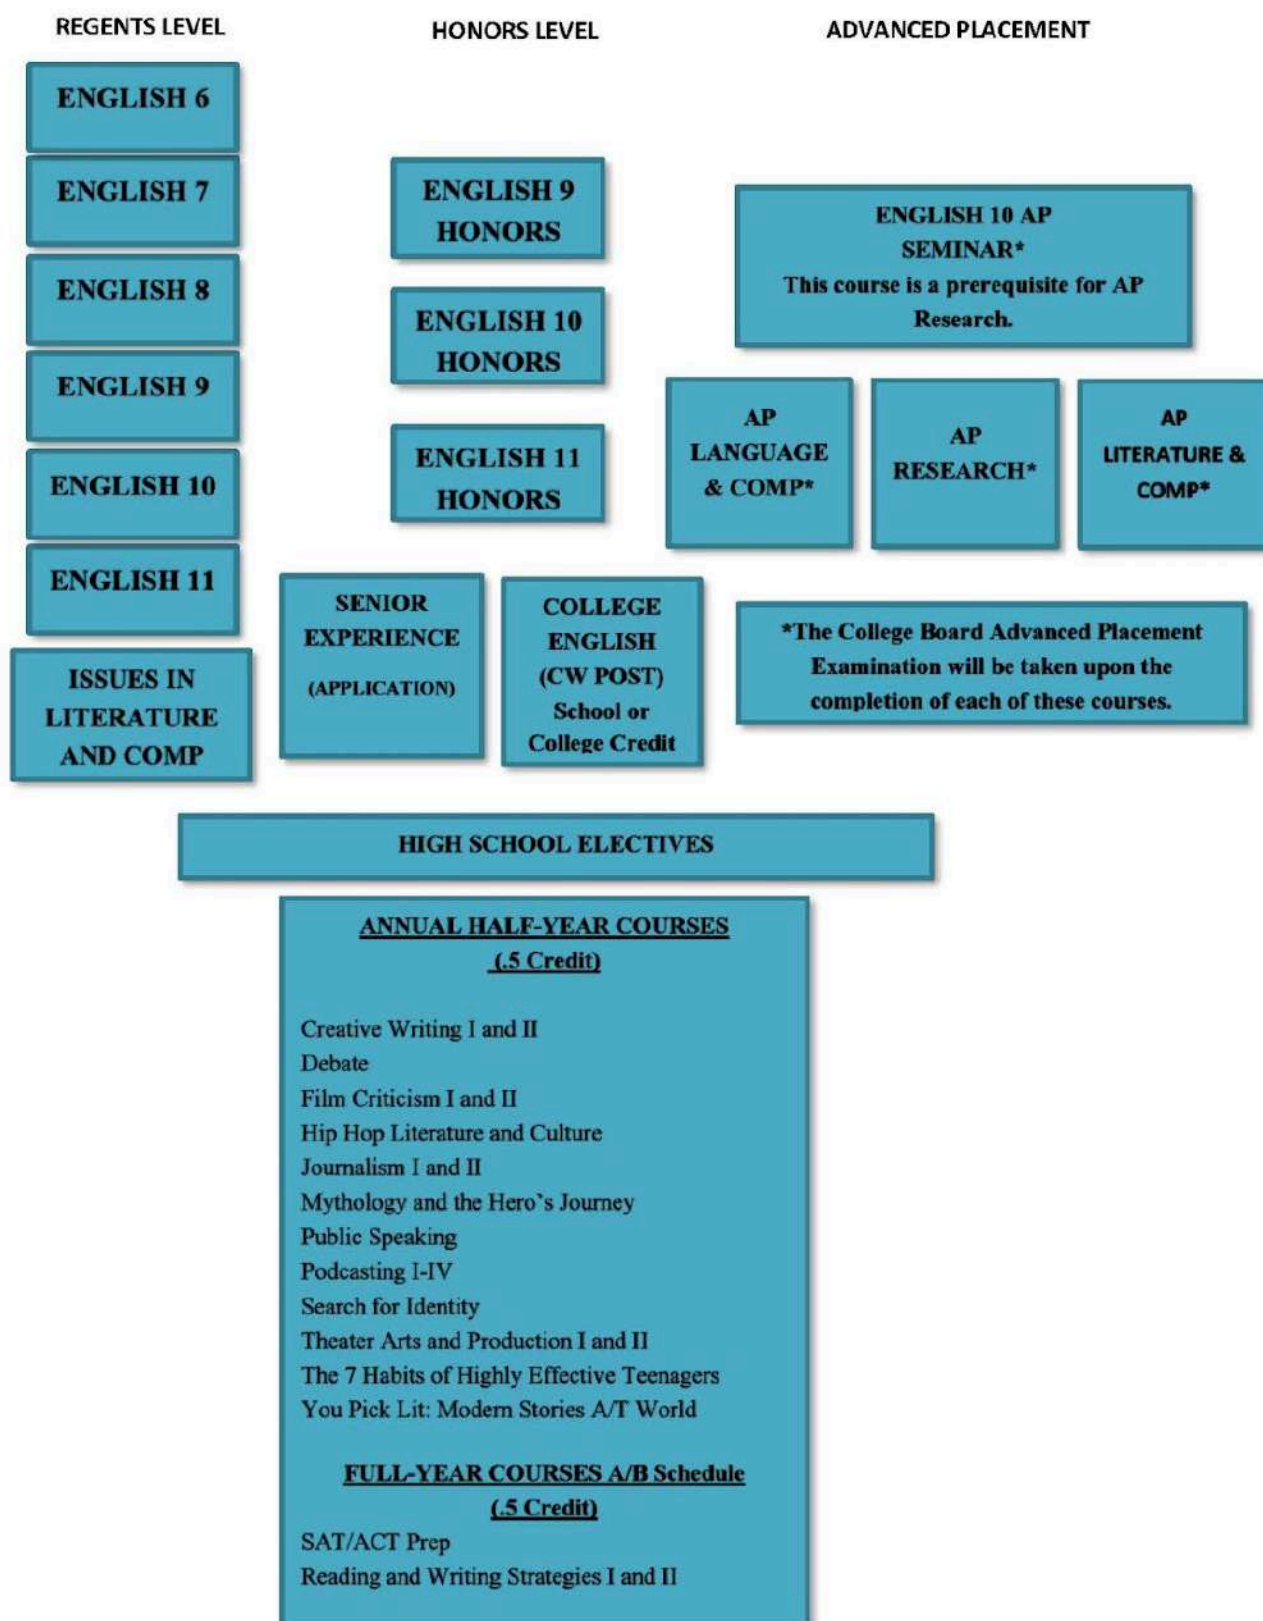 REGENTS LEVEL
HONORS LEVEL
ADVANCED PLACEMENT
ENGLISH 6
ENGLISH 7
ENGLISH 8
ENGLISH 9
ENGLISH 10
ENGLISH 11
ISSUES IN
LITERATURE
AND COMP
ENGLISH 9
HONORS
ENGLISH 10
HONORS
ENGLISH 11
HONORS
SENIOR
EXPERIENCE
(APPLICATION)
COLLEGE
ENGLISH
(CW POST)
School or
College Credit
ENGLISH 10 AP
SEMINAR*
This course is a prerequisite for AP
Research.
AP
LANGUAGE
& COMP*
AP
RESEARCH*
AP
LITERATURE &
COMP*
*The College Board Advanced Placement
Examination will be taken upon the
completion of each of these courses.
HIGH SCHOOL ELECTIVES
ANNUAL HALF-YEAR COURSES
(.5 Credit)
Creative Writing I and II
Debate
Film Criticism I and II
Hip Hop Literature and Culture
Journalism I and II
Mythology and the Hero's Journey
Public Speaking
Podcasting I-IV
Search for Identity
Theater Arts and Production I and II
The 7 Habits of Highly Effective Teenagers
You Pick Lit: Modern Stories A/T World
FULL-YEAR COURSES A/B Schedule
(.5 Credit)
SAT/ACT Prep
Reading and Writing Strategies I and II